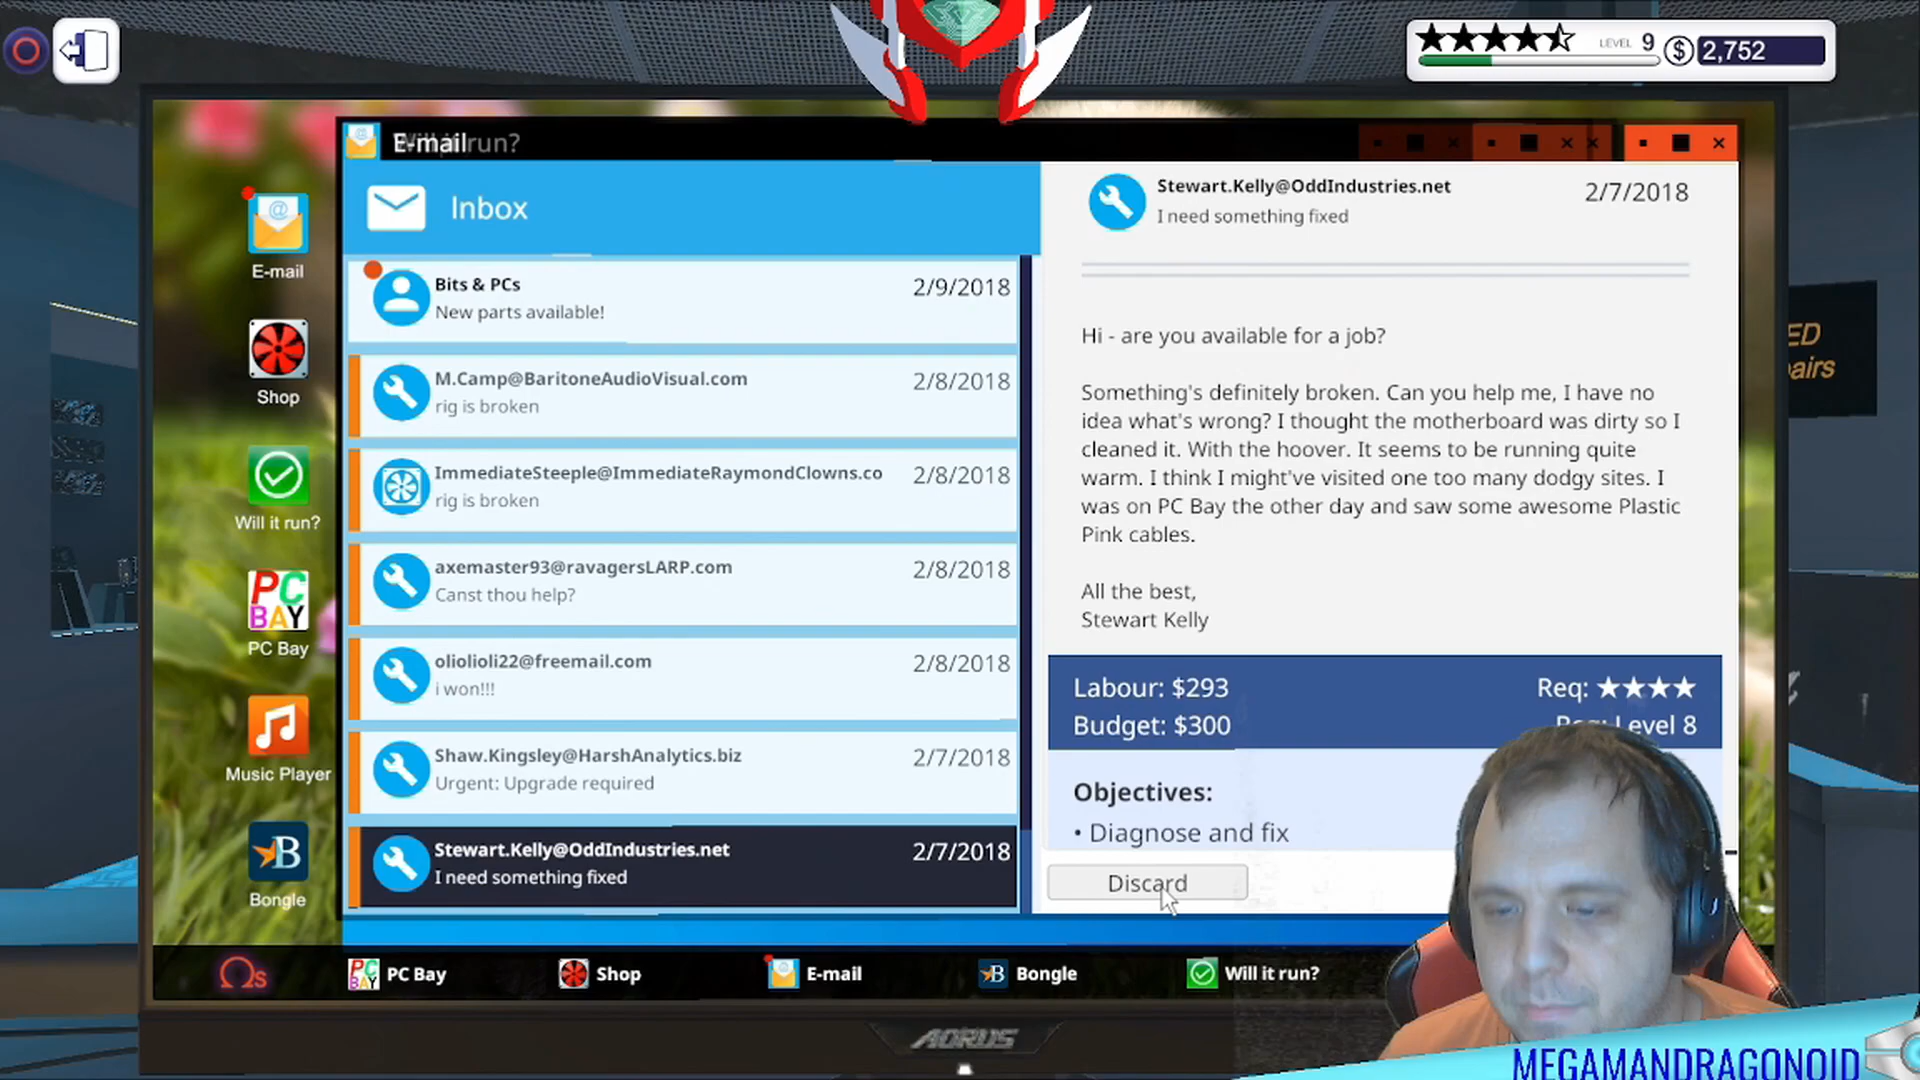 LEVEL 9 $ 2,752
E-mail
Inbox
Bits & PCs 2/9/2018
New parts available!
M.Camp@BaritoneAudioVisual.com 2/8/2018
rig is broken
ImmediateSteeple@ImmediateRaymondClowns.co 2/8/2018
rig is broken
axemaster93@ravagersLARP.com 2/8/2018
Canst thou help?
oliolioli22@freemail.com 2/8/2018
i won!!!
Shaw.Kingsley@HarshAnalytics.biz 2/7/2018
Urgent: Upgrade required
Stewart.Kelly@OddIndustries.net 2/7/2018
I need something fixed
Stewart.Kelly@OddIndustries.net 2/7/2018
I need something fixed
Hi - are you available for a job?
Something's definitely broken. Can you help me, I have no
idea what's wrong? I thought the motherboard was dirty so I
cleaned it. With the hoover. It seems to be running quite
warm. I think I might've visited one too many dodgy sites. I
was on PC Bay the other day and saw some awesome Plastic
Pink cables.
All the best,
Stewart Kelly
Labour: $293 Req: ★★★★
Budget: $300 Level 8
Objectives:
• Diagnose and fix
Discard
E-mail
Shop
Will it run?
PC
BAY
PC Bay
Music Player
B
Bongle
PC Bay
Shop
E-mail
Bongle
Will it run?
AORUS
MEGAMANDRAGONOID